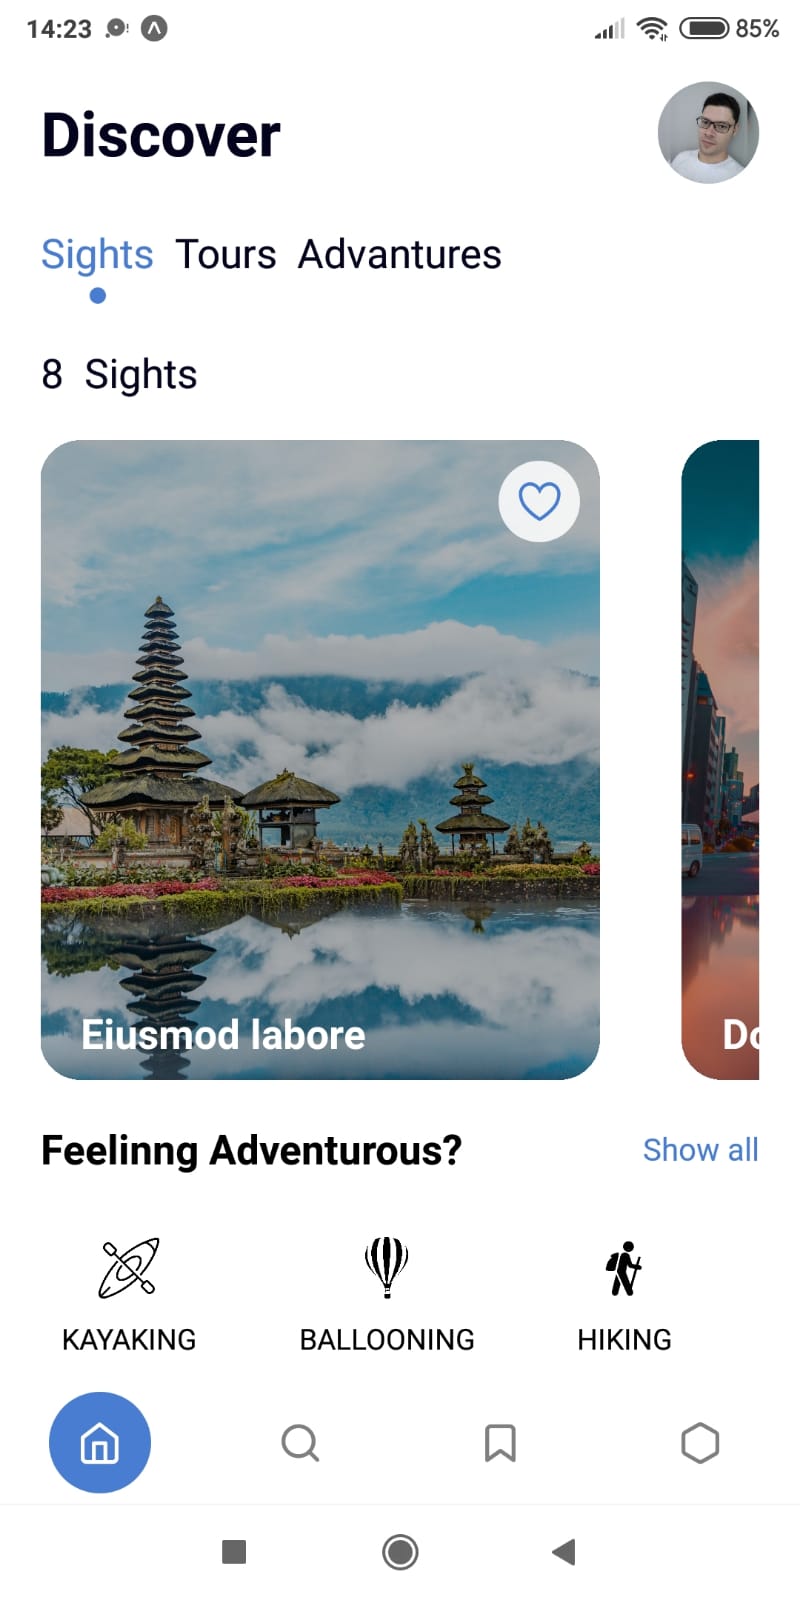 14:23 85%
Discover
Sights Tours Advantures
8 Sights
Eiusmod labore
Do
Feelinng Adventurous? Show all
KAYAKING BALLOONING HIKING